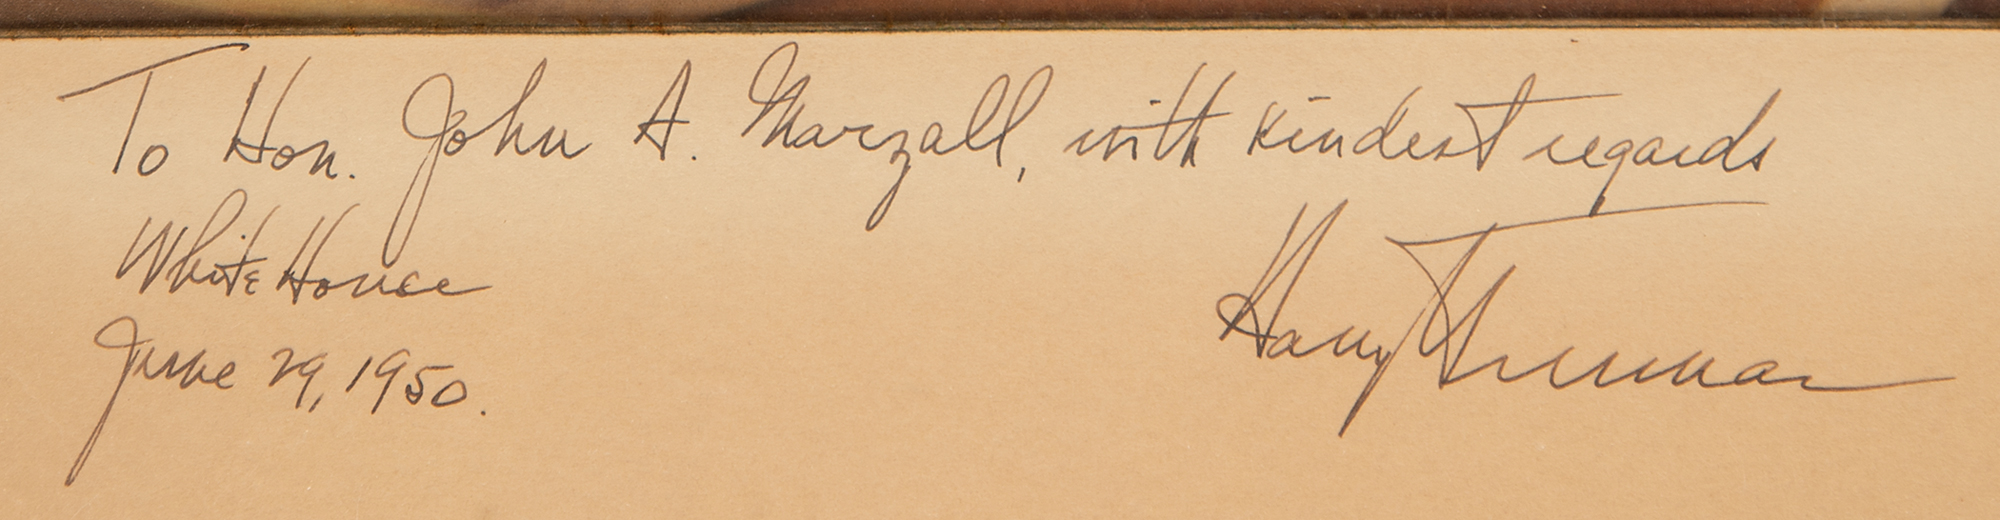 To Hon. John A. Marzall, with kindest regards
White House
June 29, 1950.
Harry Truman